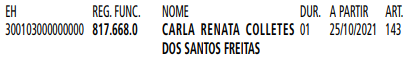 EH REG. FUNC. NOME DUR. A PARTIR ART.
300103000000000 817.668.0 CARLA RENATA COLLETES 01 25/10/2021 143
DOS SANTOS FREITAS